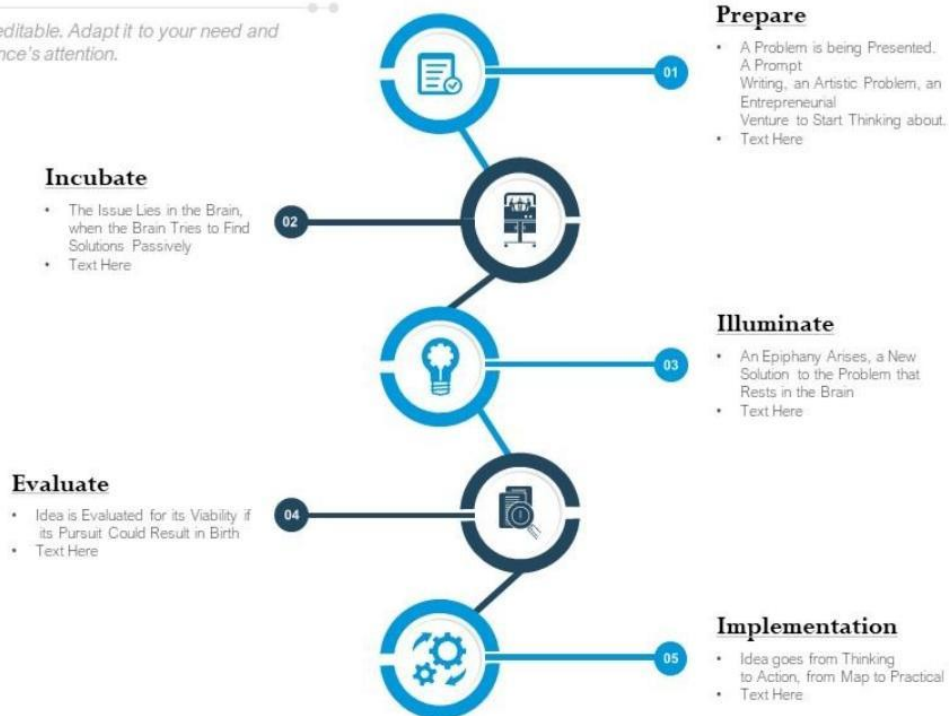 editable. Adapt it to your need and
nce's attention.
Prepare
• A Problem is being Presented.
A Prompt
Writing, an Artistic Problem, an
Entrepreneurial
Venture to Start Thinking about.
• Text Here
01
Incubate
• The Issue Lies in the Brain,
when the Brain Tries to Find
Solutions Passively
• Text Here
02
Illuminate
• An Epiphany Arises, a New
Solution to the Problem that
Rests in the Brain
• Text Here
03
Evaluate
• Idea is Evaluated for its Viability if
its Pursuit Could Result in Birth
• Text Here
04
Implementation
• Idea goes from Thinking
to Action, from Map to Practical
• Text Here
05